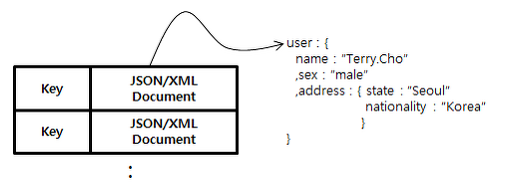 Key
JSON/XML
Document
Key
JSON/XML
Document
user : {
name : "Terry.Cho"
,sex : "male"
,address : { state : "Seoul"
nationality : "Korea"
}
}